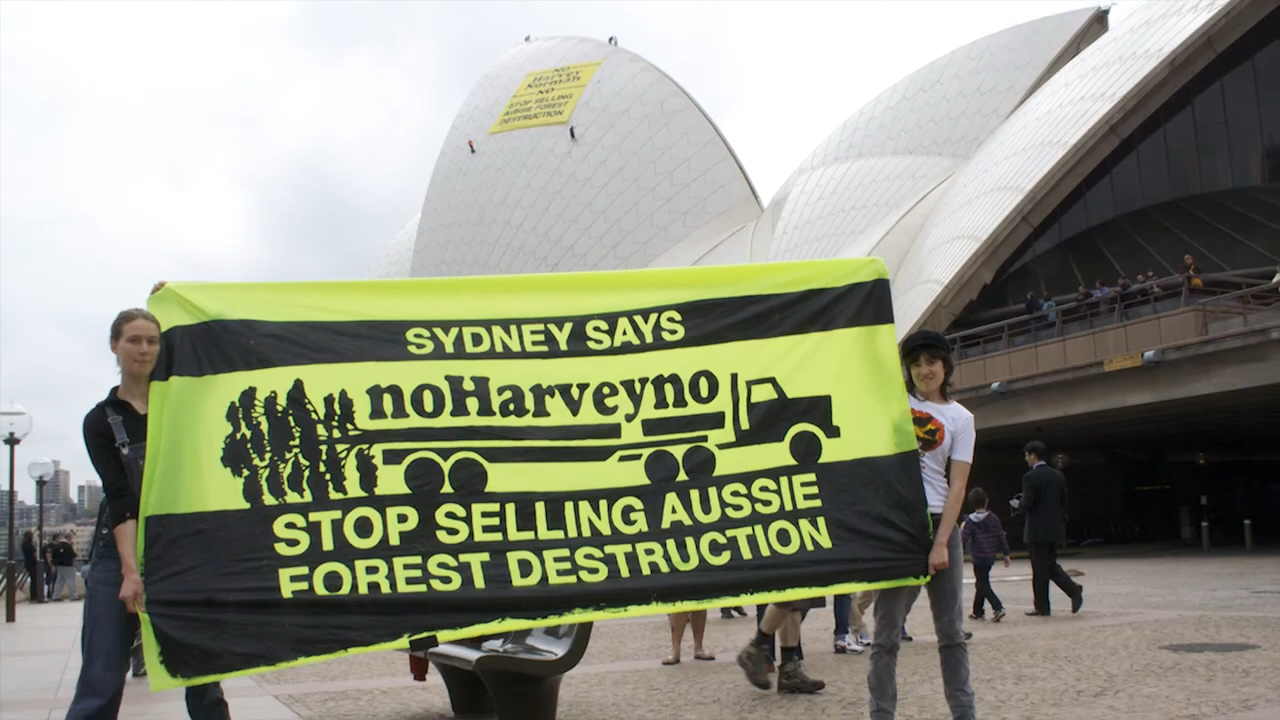 NO
Harvey
Norman
NO
STOP SELLING
AUSSIE FOREST
DESTRUCTION
SYDNEY SAYS
noHarveyno
STOP SELLING AUSSIE
FOREST DESTRUCTION